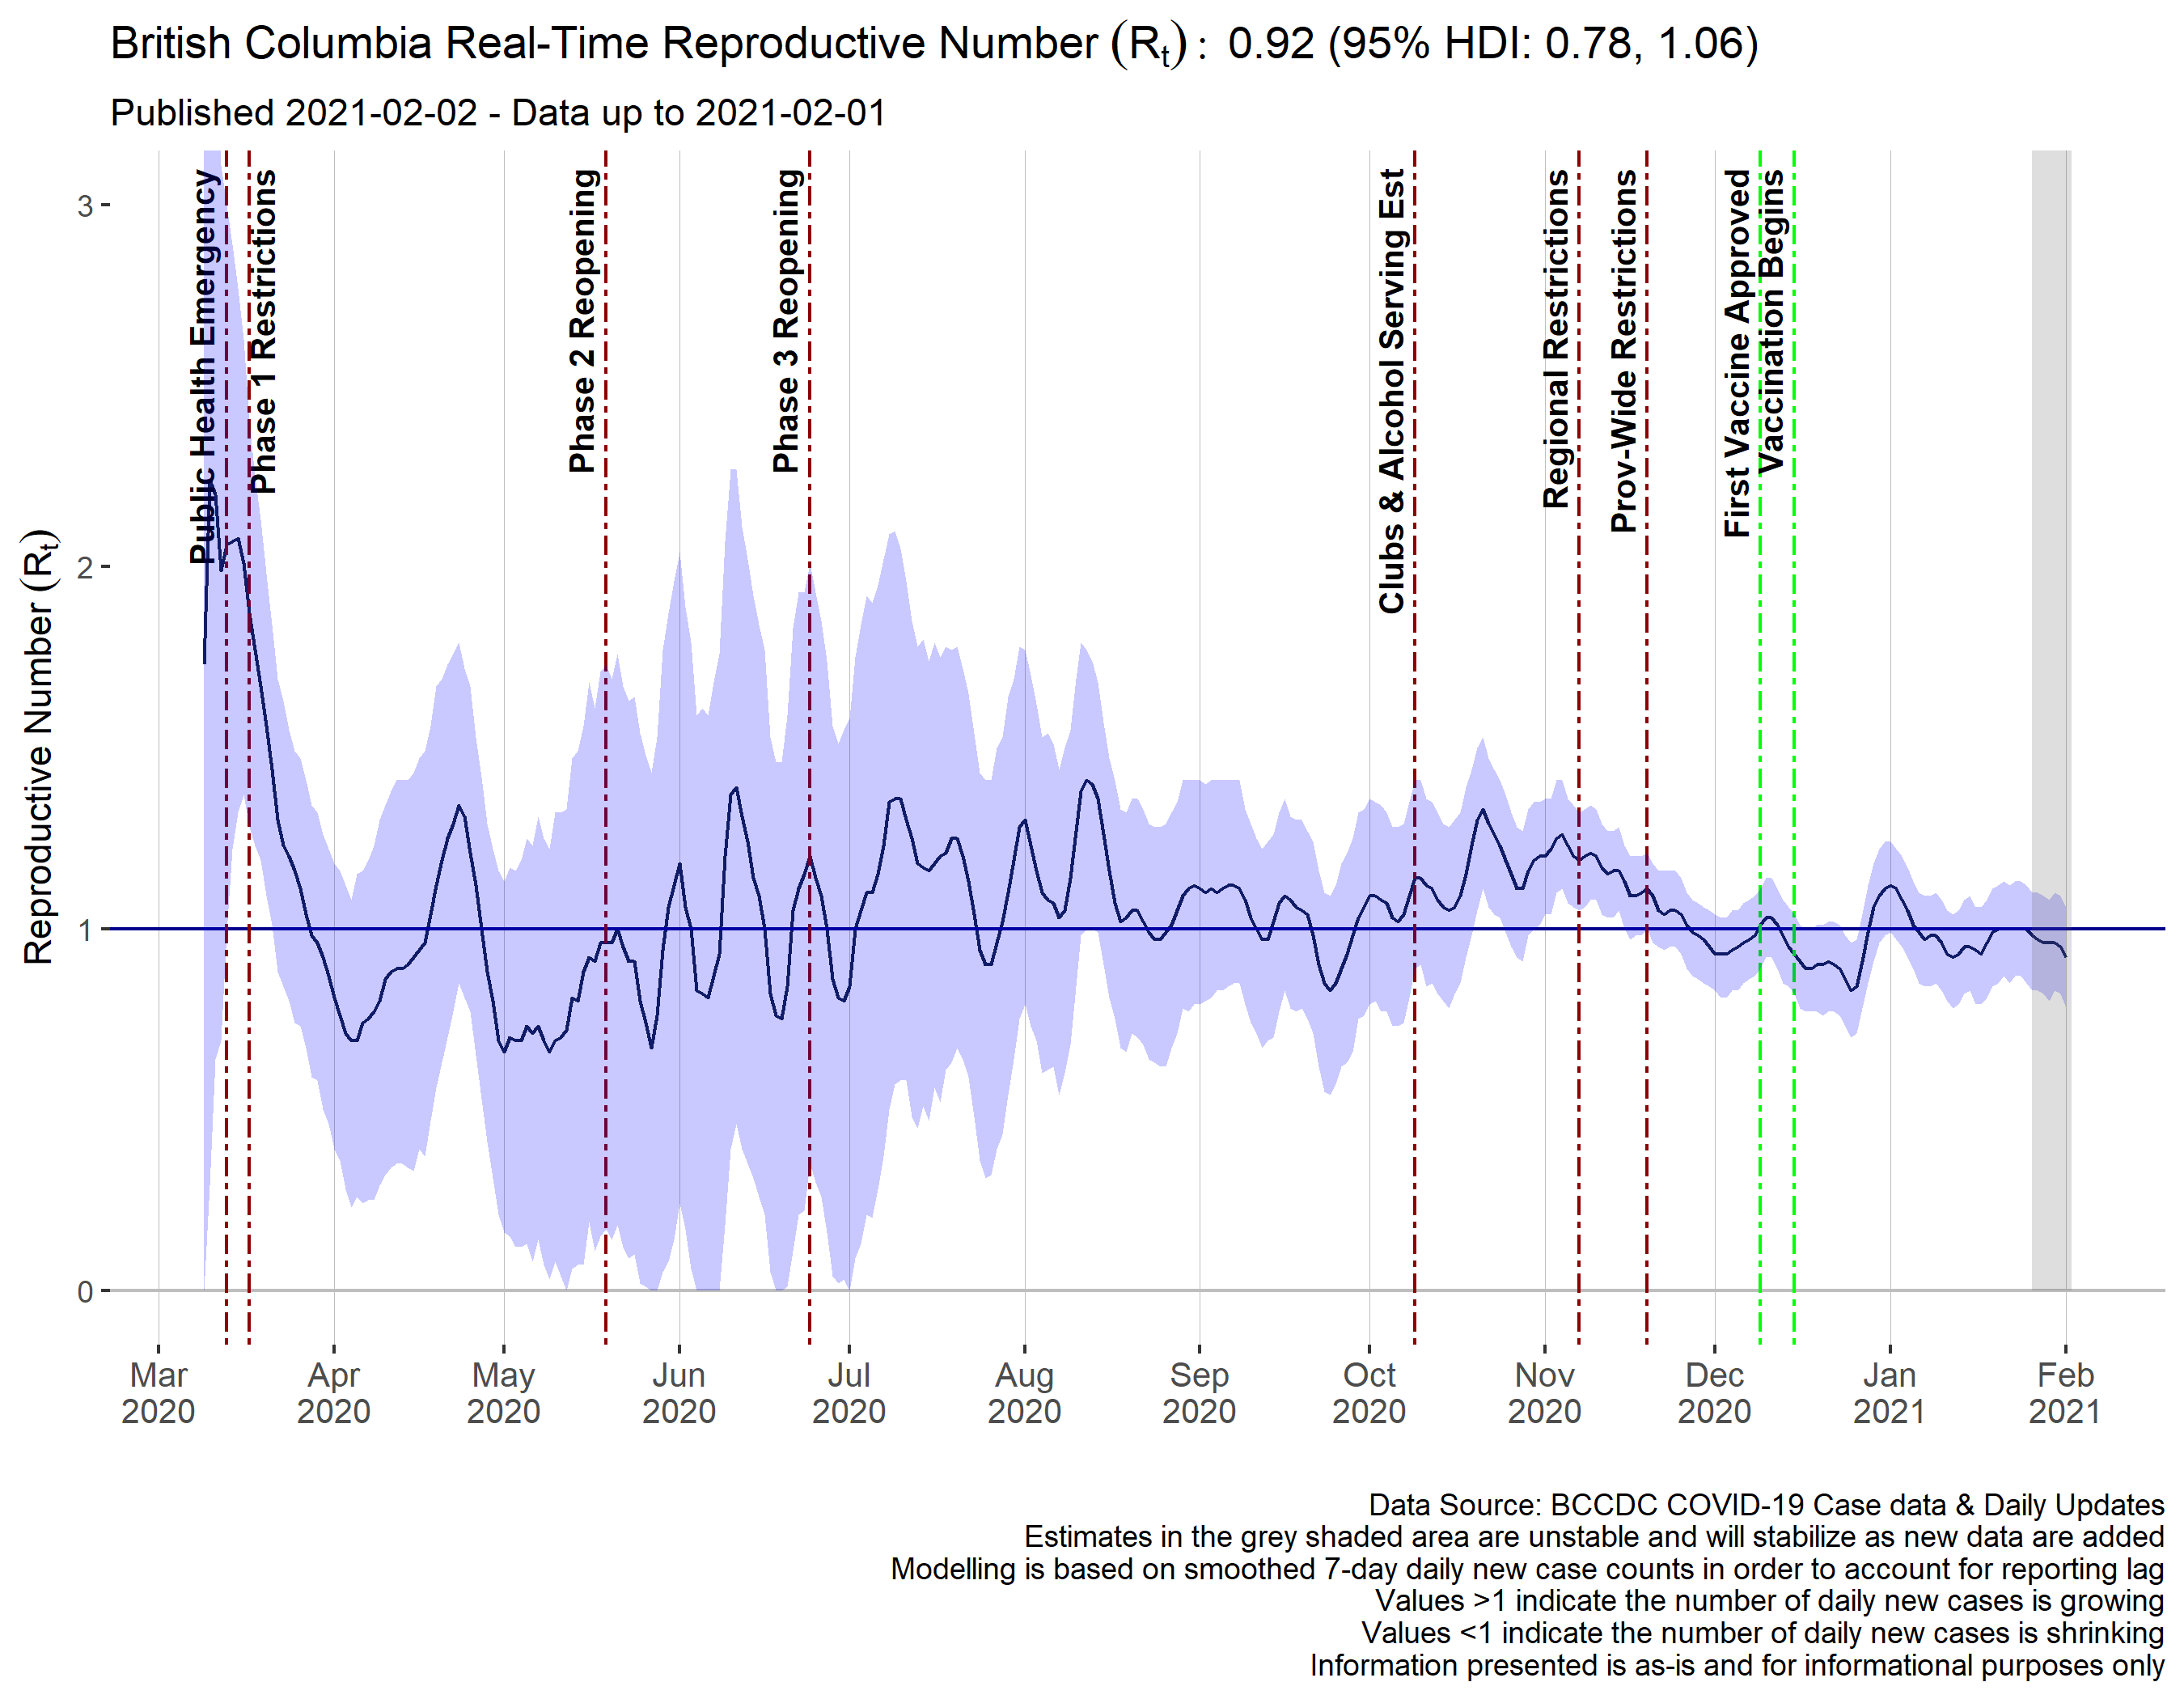 British Columbia Real-Time Reproductive Number (Rt): 0.92 (95% HDI: 0.78, 1.06)
Published 2021-02-02 - Data up to 2021-02-01
Reproductive Number (Rt)
3
2
1
0
Public Health Emergency
Phase 1 Restrictions
Phase 2 Reopening
Phase 3 Reopening
Clubs & Alcohol Serving Est
Regional Restrictions
Prov-Wide Restrictions
First Vaccine Approved
Vaccination Begins
Mar Apr May Jun Jul Aug Sep Oct Nov Dec Jan Feb
2020 2020 2020 2020 2020 2020 2020 2020 2020 2020 2021 2021
Data Source: BCCDC COVID-19 Case data & Daily Updates
Estimates in the grey shaded area are unstable and will stabilize as new data are added
Modelling is based on smoothed 7-day daily new case counts in order to account for reporting lag
Values >1 indicate the number of daily new cases is growing
Values <1 indicate the number of daily new cases is shrinking
Information presented is as-is and for informational purposes only